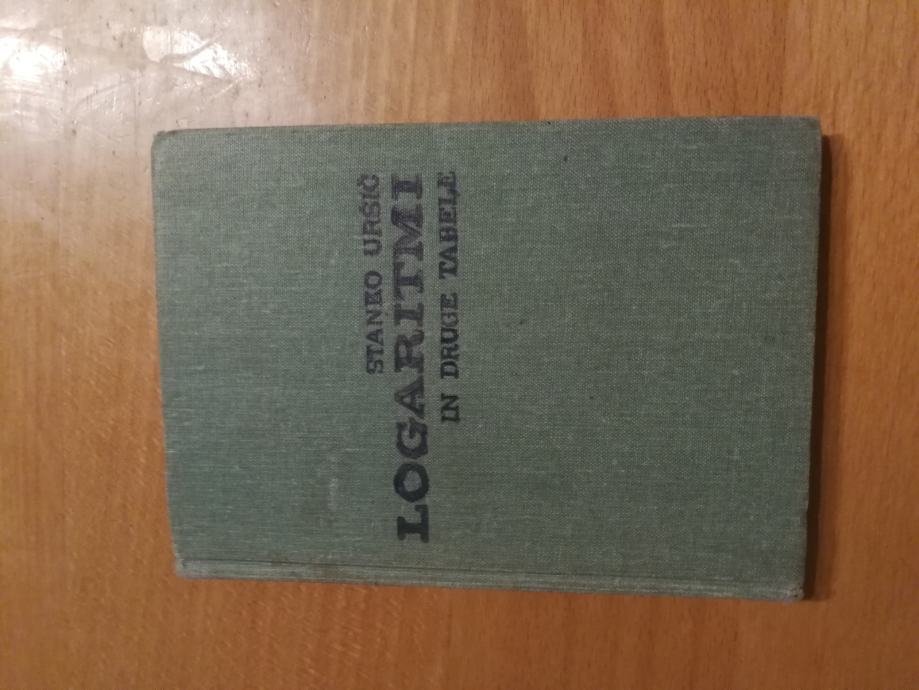 STANKO URŠIČ
LOGARITMI
IN DRUGE TABELE